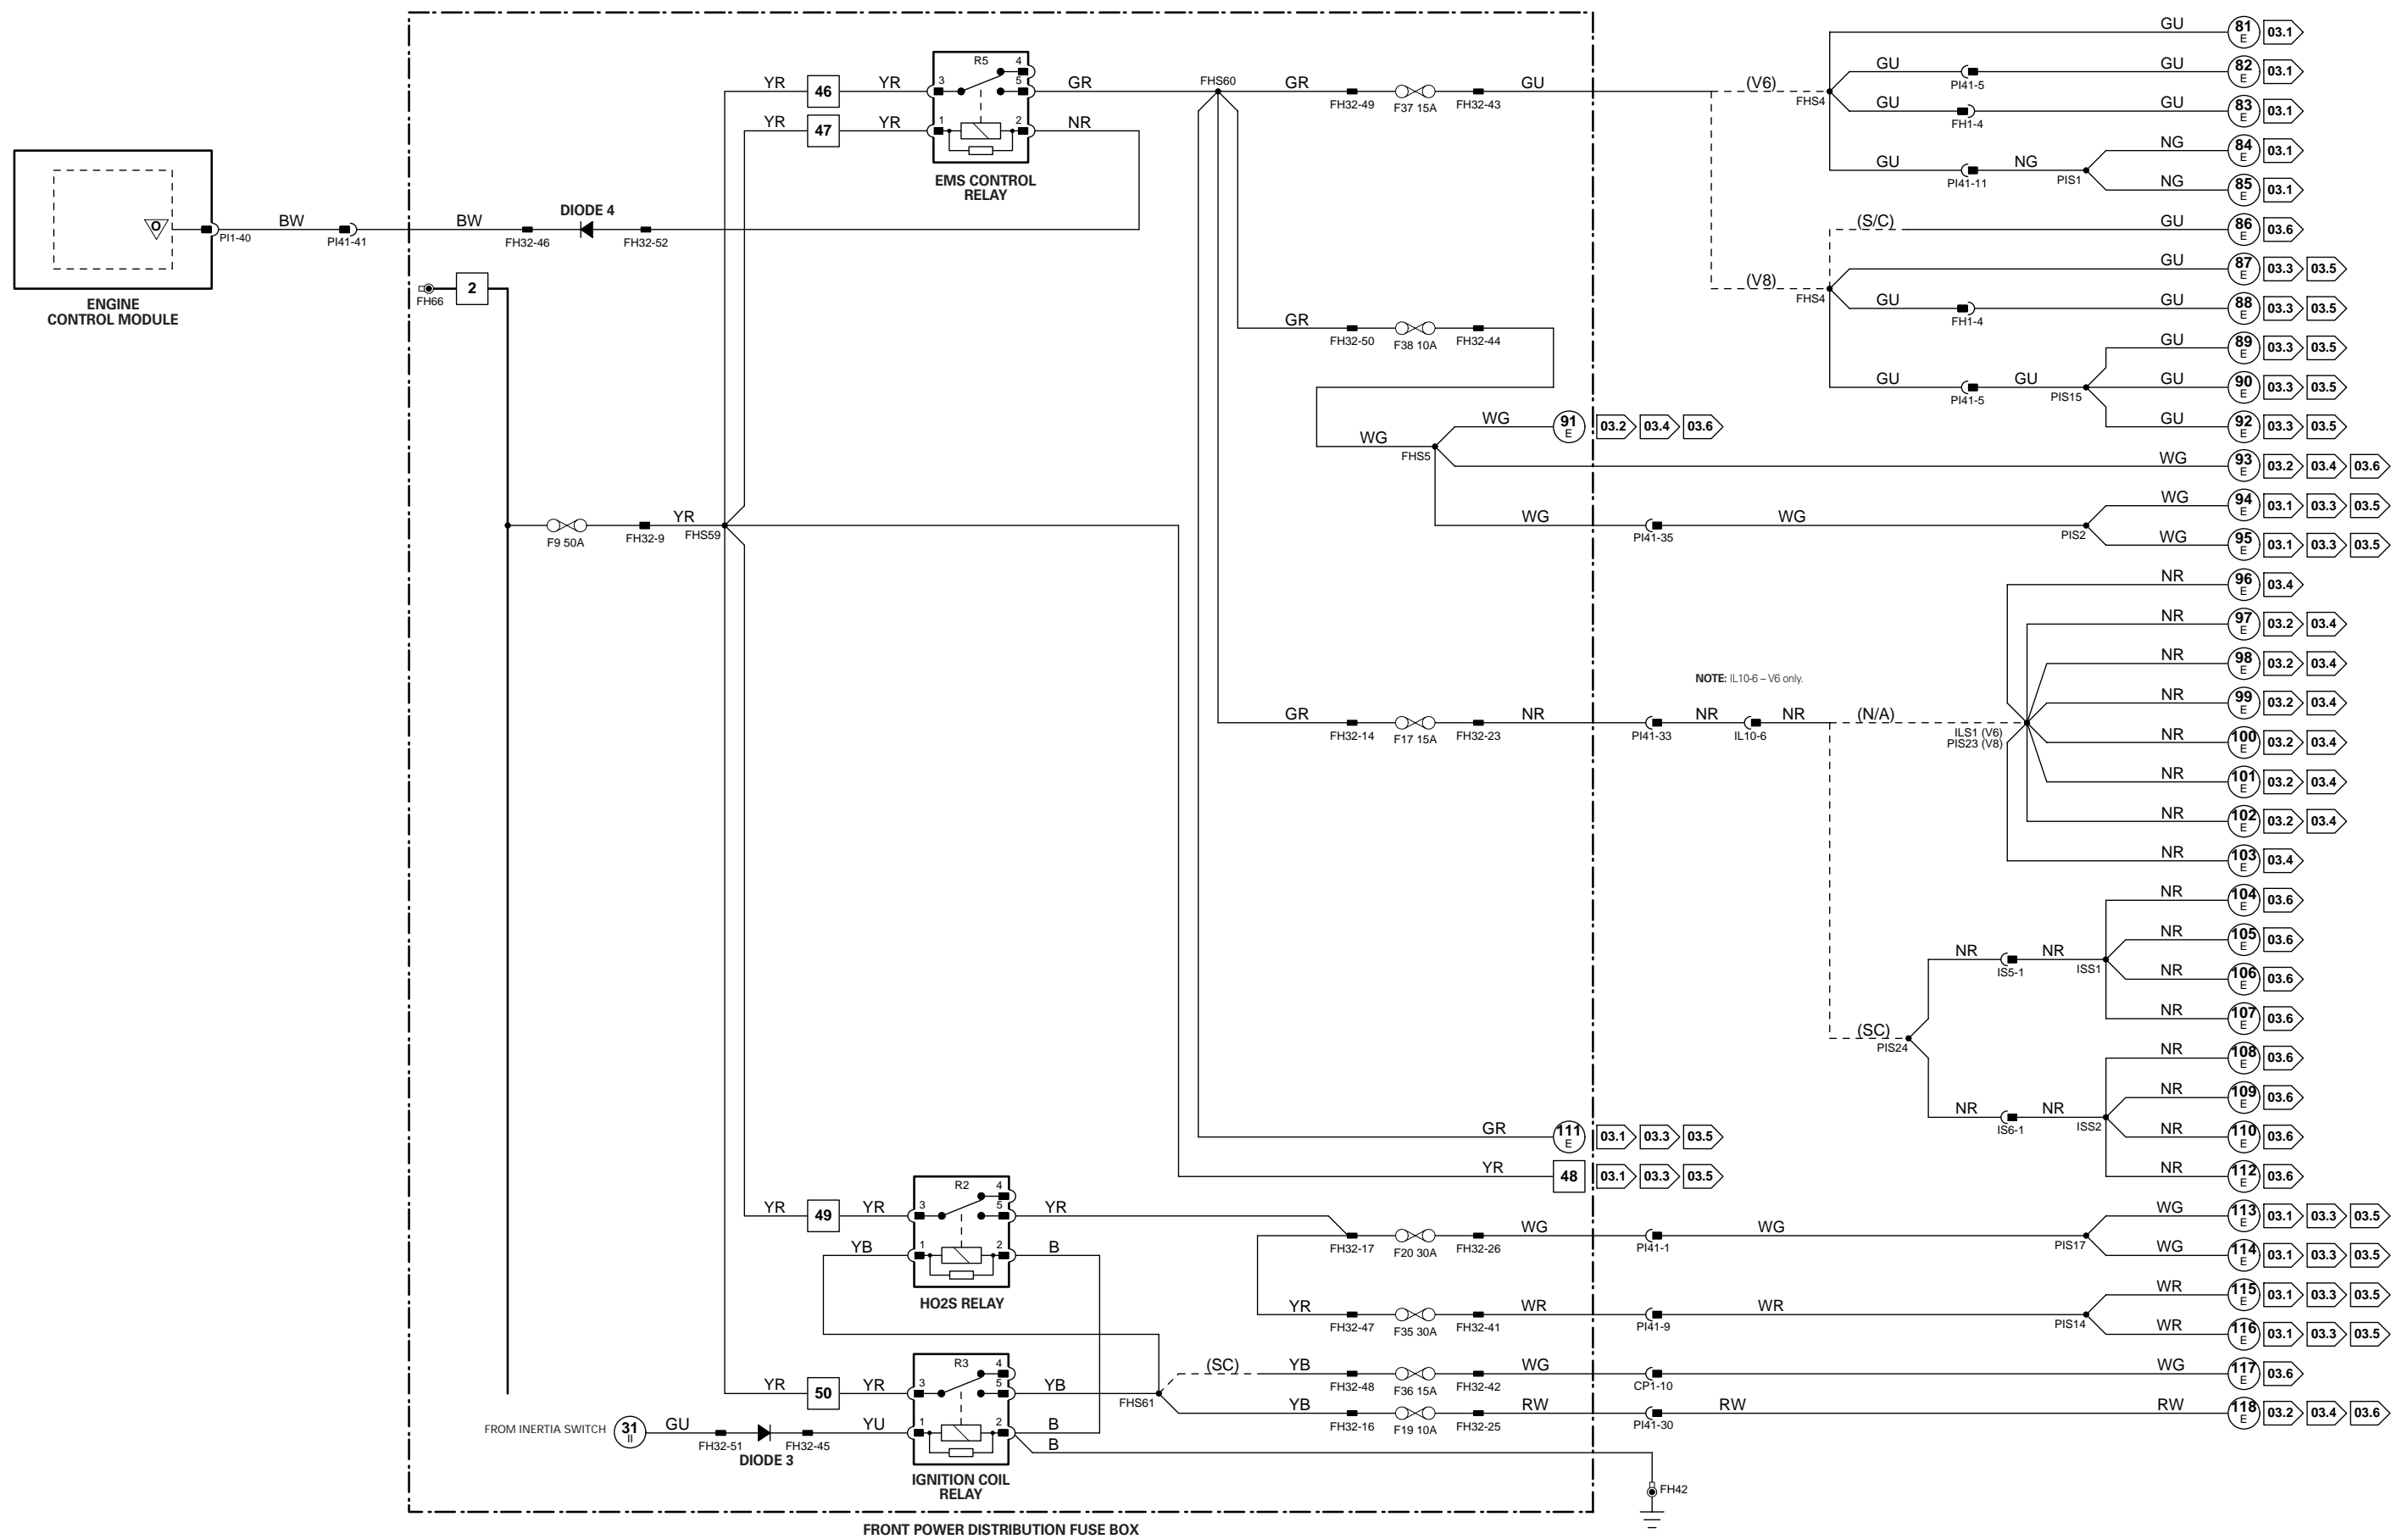 GU 81 E 03.1
R5 4
YR 46 YR 3 5 GR FHS60 GR GU (V6) GU GU 82 E 03.1
FH32-49 F37 15A FH32-43 FHS4 PI41-5
YR 47 YR 1 2 NR GU GU 83 E 03.1
FH1-4
NG 84 E 03.1
EMS CONTROL RELAY
GU NG
PI41-11 PIS1
NG 85 E 03.1
O BW BW DIODE 4 (S/C) GU 86 E 03.6
PI1-40 PI41-41 FH32-46 FH32-52
ENGINE CONTROL MODULE
FH66 2
GU 87 E 03.3 03.5
(V8)
FHS4
GU GU 88 E 03.3 03.5
FH1-4
GR
FH32-50 F38 10A FH32-44
GU 89 E 03.3 03.5
GU GU GU 90 E 03.3 03.5
PI41-5 PIS15
WG 91 E 03.2 03.4 03.6 GU 92 E 03.3 03.5
WG
FHS5
WG 93 E 03.2 03.4 03.6
WG 94 E 03.1 03.3 03.5
YR WG WG
F9 50A FH32-9 FHS59 PI41-35 PIS2
WG 95 E 03.1 03.3 03.5
NR 96 E 03.4
NR 97 E 03.2 03.4
NR 98 E 03.2 03.4
NOTE: IL10-6 – V6 only.
NR 99 E 03.2 03.4
GR NR NR NR (N/A)
FH32-14 F17 15A FH32-23 PI41-33 IL10-6 ILS1 (V6)
PIS23 (V8)
NR 100 E 03.2 03.4
NR 101 E 03.2 03.4
NR 102 E 03.2 03.4
NR 103 E 03.4
NR 104 E 03.6
NR 105 E 03.6
NR NR
IS5-1 ISS1
NR 106 E 03.6
NR 107 E 03.6
(SC)
PIS24
NR 108 E 03.6
NR 109 E 03.6
NR NR
IS6-1 ISS2
GR 111 E 03.1 03.3 03.5 NR 110 E 03.6
YR 48 03.1 03.3 03.5 NR 112 E 03.6
R2 4
YR 49 YR 3 5 YR WG 113 E 03.1 03.3 03.5
WG WG
FH32-17 F20 30A FH32-26 PI41-1 PIS17
YB 1 2 B WG 114 E 03.1 03.3 03.5
HO2S RELAY
WR 115 E 03.1 03.3 03.5
YR WR WR
FH32-47 F35 30A FH32-41 PI41-9 PIS14
WR 116 E 03.1 03.3 03.5
R3 4
(SC) YB WG WG 117 E 03.6
FH32-48 F36 15A FH32-42 CP1-10
YR 50 YR 3 5 YB
FHS61
YB RW RW RW 118 E 03.2 03.4 03.6
FH32-16 F19 10A FH32-25 PI41-30
FROM INERTIA SWITCH 31 II GU YU 1 2 B
FH32-51 FH32-45
DIODE 3
B
IGNITION COIL RELAY
FH42
FRONT POWER DISTRIBUTION FUSE BOX